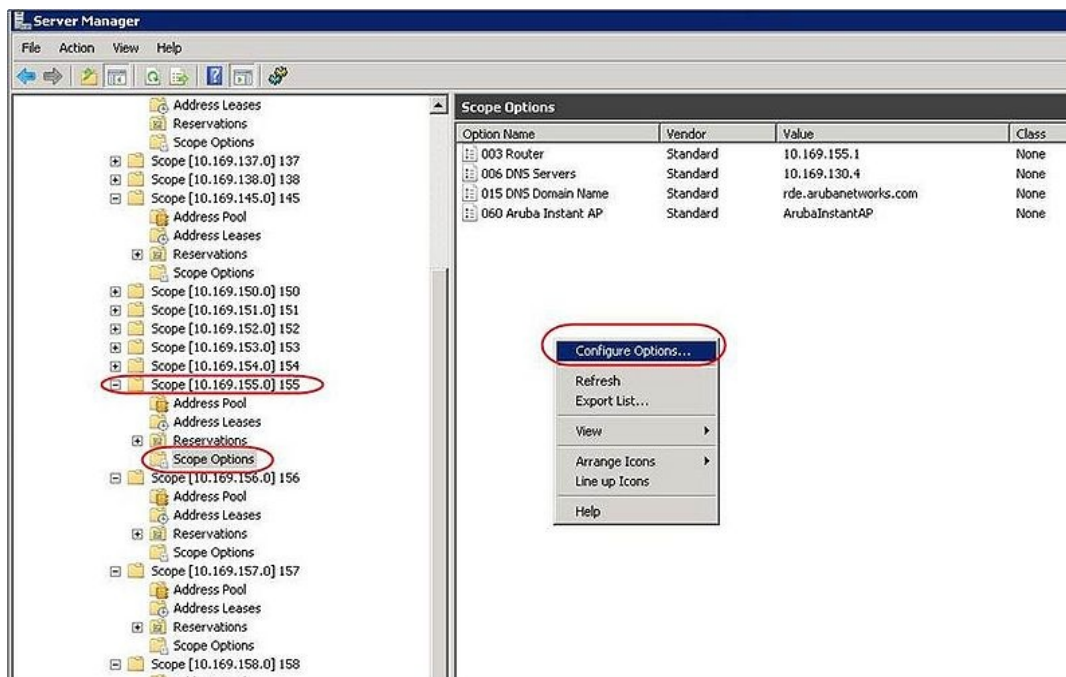 Server Manager
File Action View Help
Address Leases
Reservations
Scope Options
Scope [10.169.137.0] 137
Scope [10.169.138.0] 138
Scope [10.169.145.0] 145
Address Pool
Address Leases
Reservations
Scope Options
Scope [10.169.150.0] 150
Scope [10.169.151.0] 151
Scope [10.169.152.0] 152
Scope [10.169.153.0] 153
Scope [10.169.154.0] 154
Scope [10.169.155.0] 155
Address Pool
Address Leases
Reservations
Scope Options
Scope [10.169.156.0] 156
Address Pool
Address Leases
Reservations
Scope Options
Scope [10.169.157.0] 157
Address Pool
Address Leases
Reservations
Scope Options
Scope [10.169.158.0] 158
Scope Options
Option Name Vendor Value Class
003 Router Standard 10.169.155.1 None
006 DNS Servers Standard 10.169.130.4 None
015 DNS Domain Name Standard rde.arubanetworks.com None
060 Aruba Instant AP Standard ArubaInstantAP None
Configure Options...
Refresh
Export List...
View
Arrange Icons
Line up Icons
Help